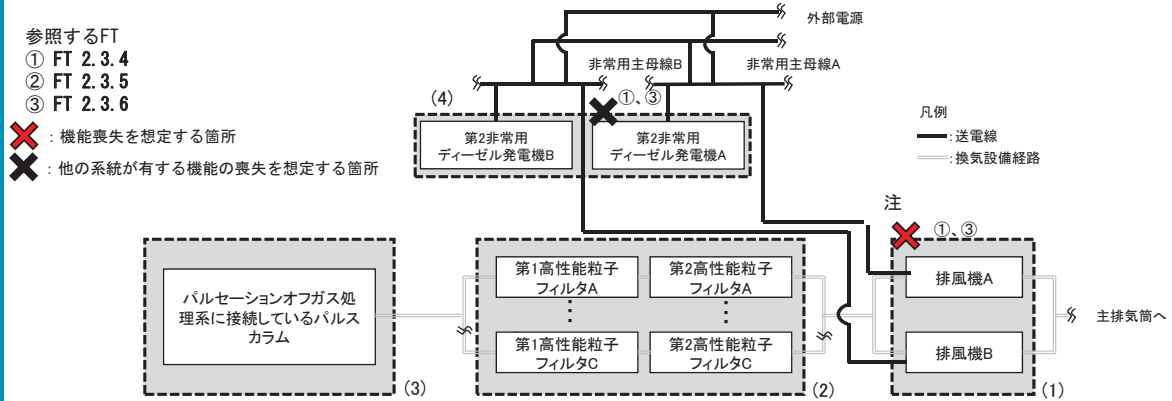 参照するFT
① FT 2.3.4
② FT 2.3.5
③ FT 2.3.6
：機能喪失を想定する箇所
：他の系統が有する機能の喪失を想定する箇所
外部電源
非常用主母線B
非常用主母線A
(4)
①、③
第2非常用
ディーゼル発電機B
第2非常用
ディーゼル発電機A
凡例
：送電線
：換気設備経路
注
①、③
パルセーションオフガス処
理系に接続しているパルス
カラム
(3)
第1高性能粒子
フィルタA
第2高性能粒子
フィルタA
第1高性能粒子
フィルタC
第2高性能粒子
フィルタC
(2)
排風機A
排風機B
(1)
主排気筒へ